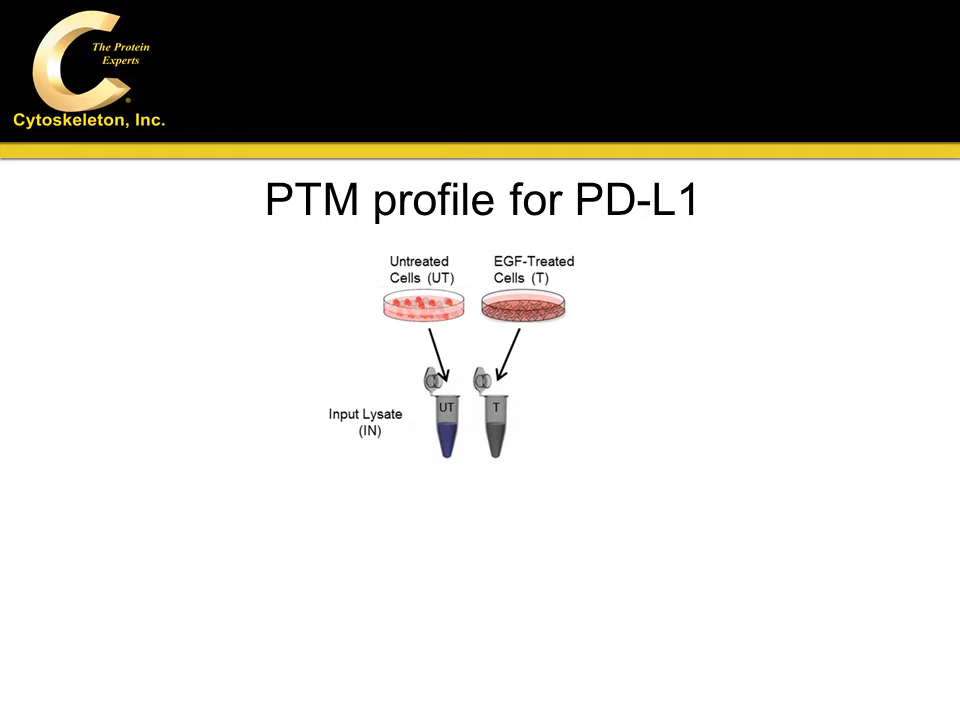 The Protein
Experts
®
Cytoskeleton, Inc.
PTM profile for PD-L1
Untreated
Cells (UT)
EGF-Treated
Cells (T)
UT
T
Input Lysate
(IN)